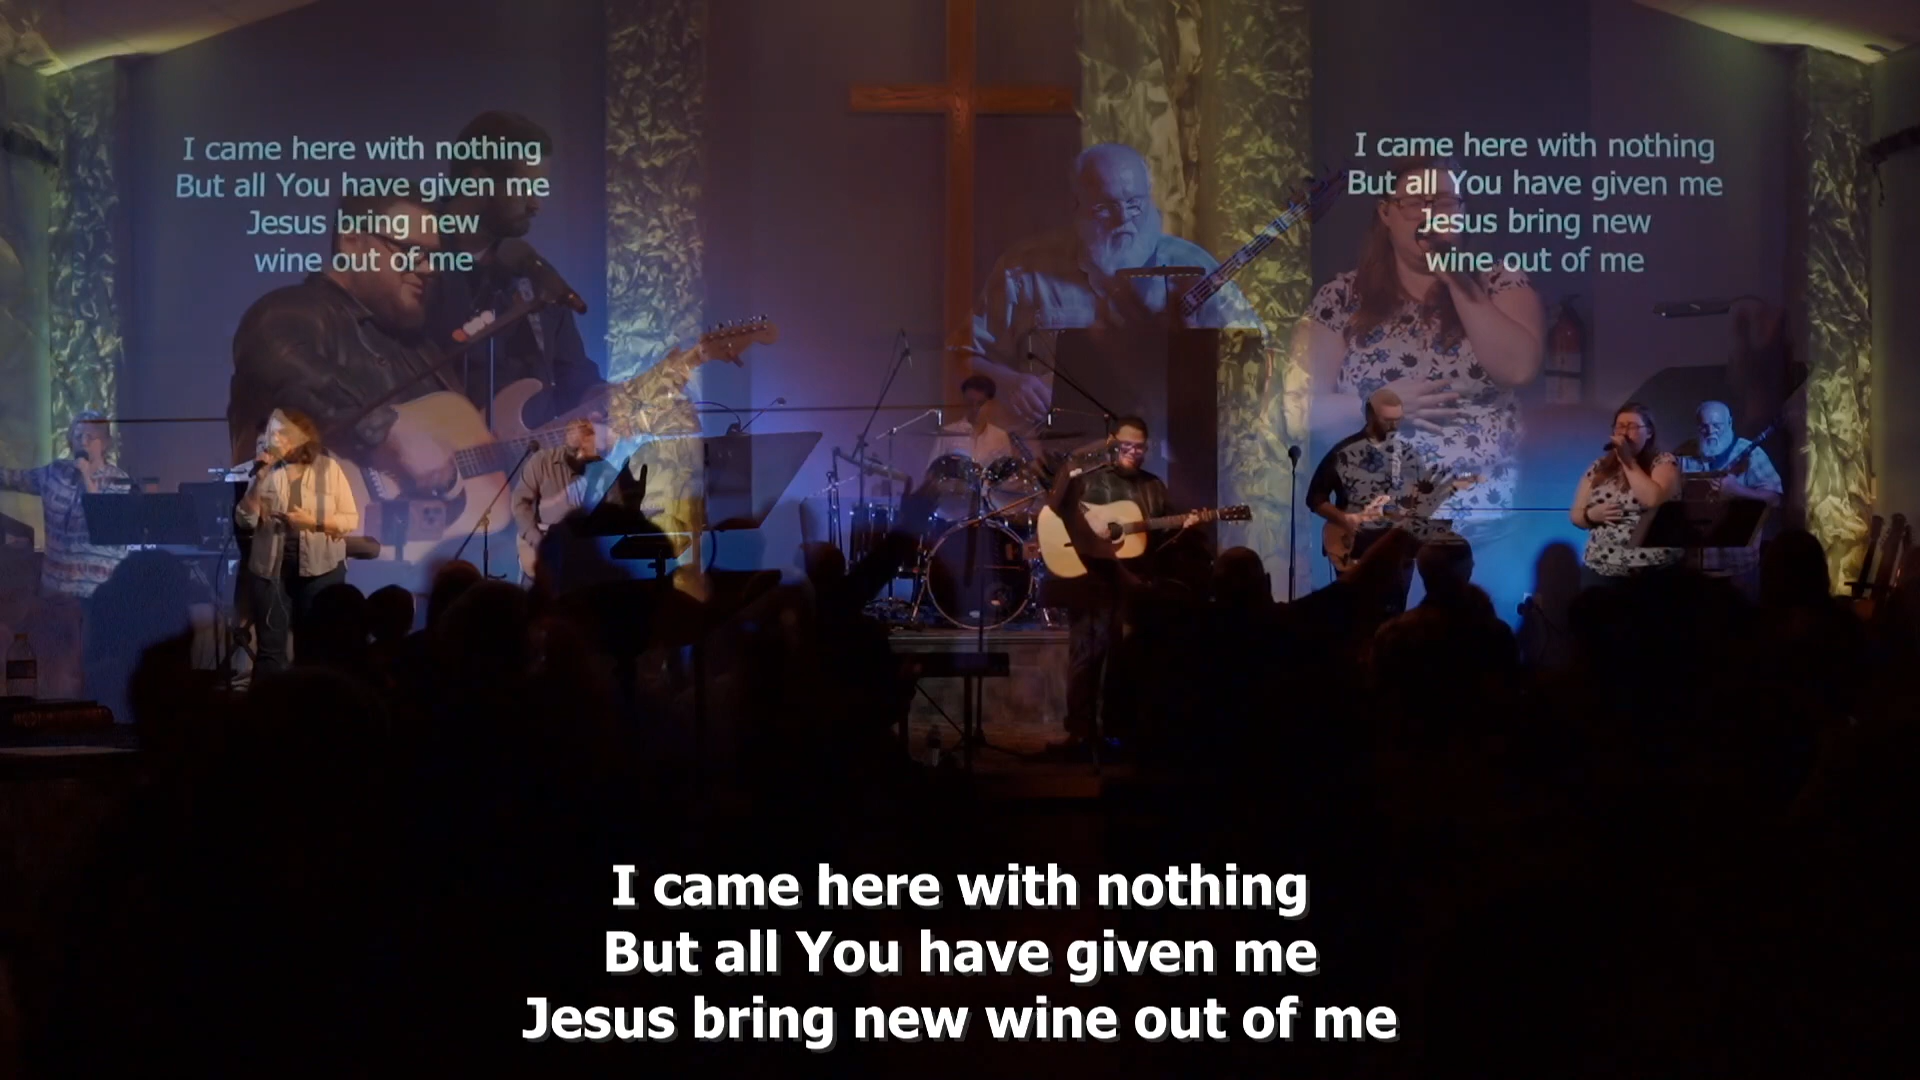 I came here with nothing
But all You have given me
Jesus bring new
wine out of me
I came here with nothing
But all You have given me
Jesus bring new
wine out of me
I came here with nothing
But all You have given me
Jesus bring new wine out of me